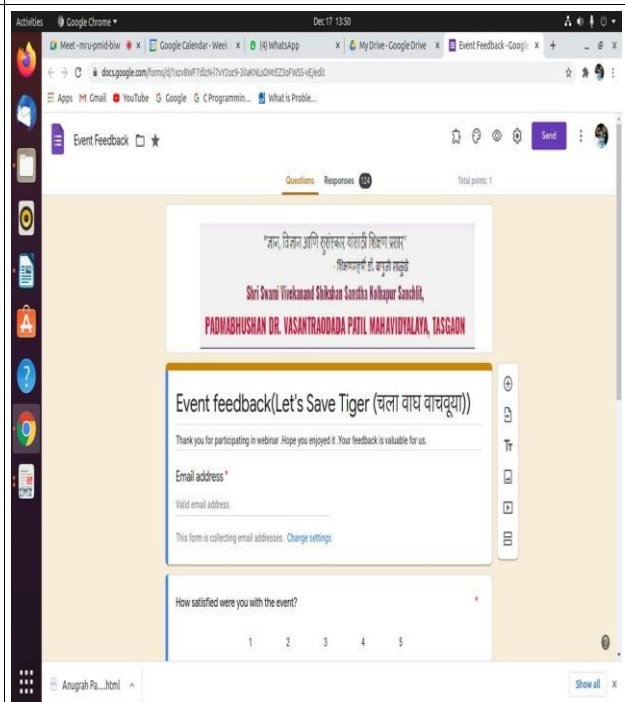 Activities Google Chrome ▾ Dec 17 13:50
Meet - mru-pmid-biw x Google Calendar - Week x (4) WhatsApp x My Drive - Google Drive x Event Feedback - Google x +
docs.google.com/forms/d/
Apps M Gmail YouTube G Google G C Programmin... What is Proble...
Event Feedback Send
Questions Responses 124 Total points: 1
"ज्ञान, विज्ञान आणि सुसंस्कार यांसाठी शिक्षण प्रसार"
- शिक्षणमहर्षी डॉ. बापूजी साळुंखे
Shri Swami Vivekanand Shikshan Sanstha Kolhapur Sanchlit,
PADMABHUSHAN DR. VASANTRAODADA PATIL MAHAVIDYALAYA, TASGAON
Event feedback(Let's Save Tiger (चला वाघ वाचवूया))
Thank you for participating in webinar .Hope you enjoyed it .Your feedback is valuable for us.
Email address *
Valid email address
This form is collecting email addresses. Change settings
Tт
How satisfied were you with the event? *
1 2 3 4 5
Anugrah Pa....html Show all X